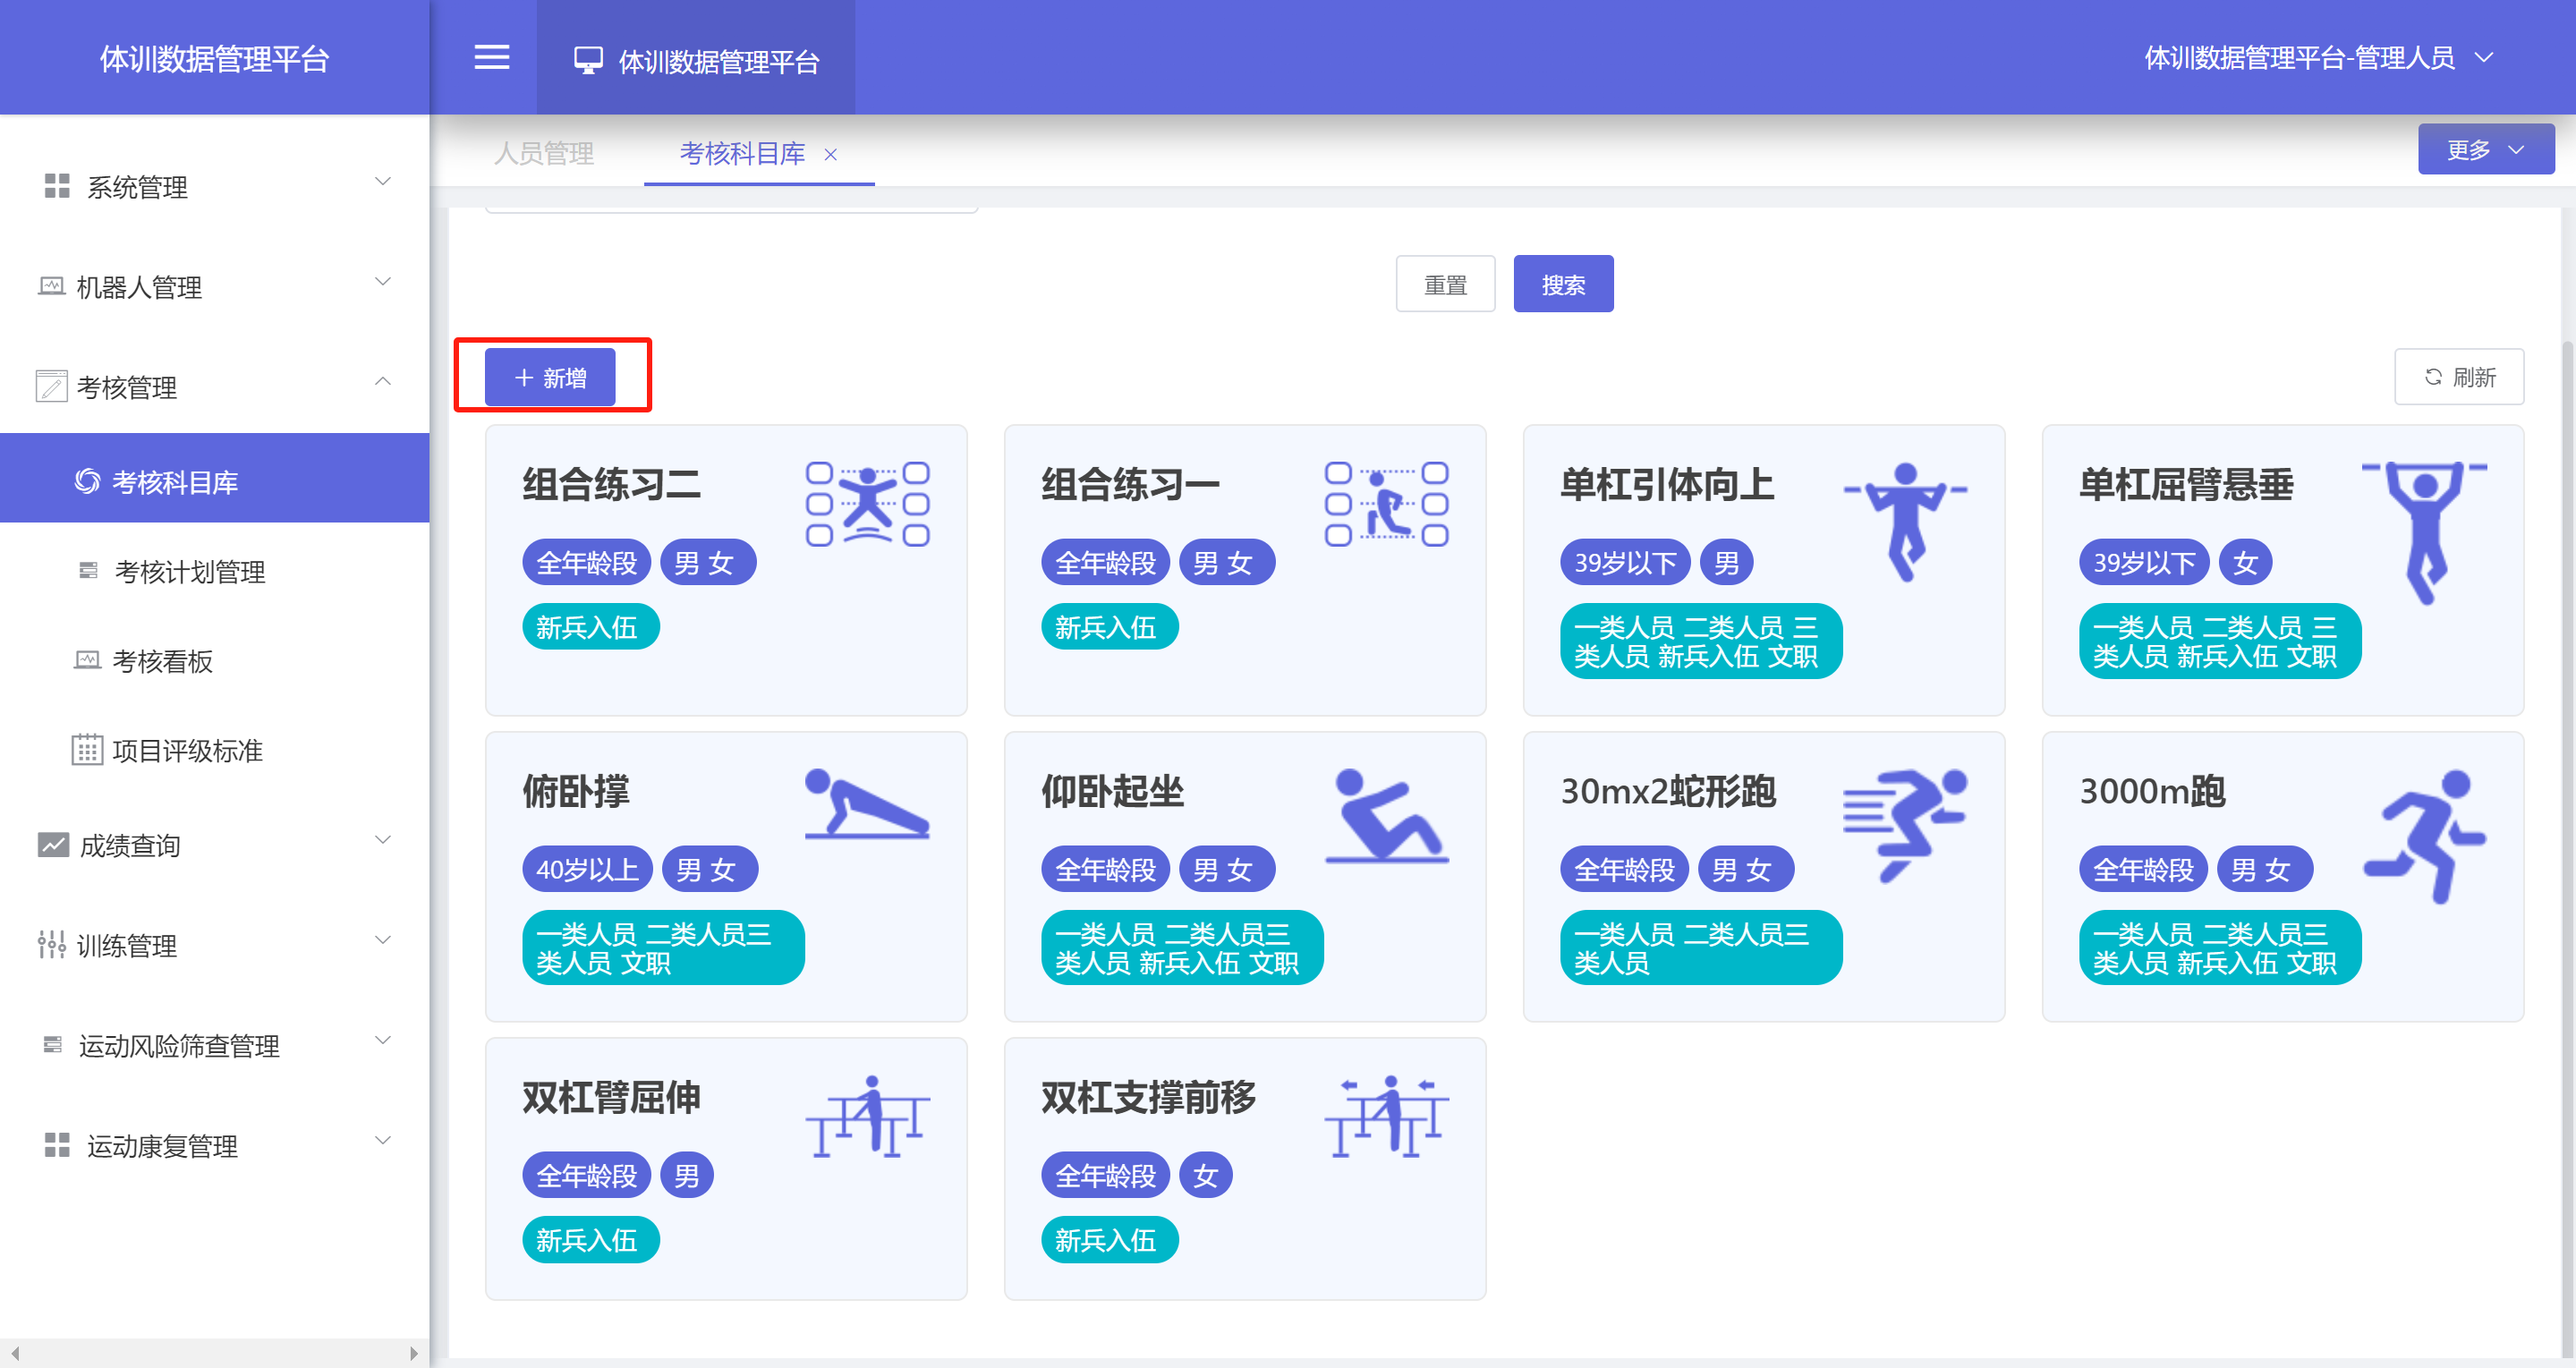 体训数据管理平台
体训数据管理平台
体训数据管理平台-管理人员
人员管理
考核科目库
更多
系统管理
机器人管理
考核管理
考核科目库
考核计划管理
考核看板
项目评级标准
成绩查询
训练管理
运动风险筛查管理
运动康复管理
重置
搜索
新增
刷新
组合练习二
全年龄段
男 女
新兵入伍
组合练习一
全年龄段
男 女
新兵入伍
单杠引体向上
39岁以下
男
一类人员 二类人员 三
类人员 新兵入伍 文职
单杠屈臂悬垂
39岁以下
女
一类人员 二类人员 三
类人员 新兵入伍 文职
俯卧撑
40岁以上
男 女
一类人员 二类人员三
类人员 文职
仰卧起坐
全年龄段
男 女
一类人员 二类人员三
类人员 新兵入伍 文职
30mx2蛇形跑
全年龄段
男 女
一类人员 二类人员三
类人员
3000m跑
全年龄段
男 女
一类人员 二类人员三
类人员 新兵入伍 文职
双杠臂屈伸
全年龄段
男
新兵入伍
双杠支撑前移
全年龄段
女
新兵入伍